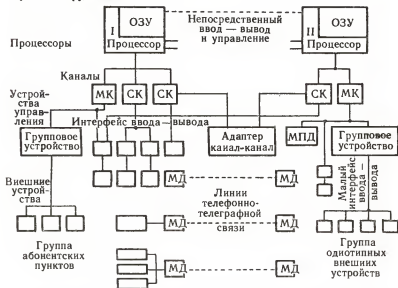 I
ОЗУ
Процессор
Непосредственный
ввод — вывод
и управление
II
ОЗУ
Процессор
Процессоры
Каналы
МК
СК
СК
СК
МК
Устройст-
ва управ-
ления
Интерфейс ввода—вывода
Групповое
устройство
Адаптер
канал-канал
МПД
Групповое
устройство
Внешние
устрой-
ства
Малый
интерфейс
ввода —
вывода
МД
МД
Линии
телефонно-
телеграфной
связи
МД
МД
МД
МД
Группа
абонентских
пунктов
Группа
однотипных
внешних
устройств